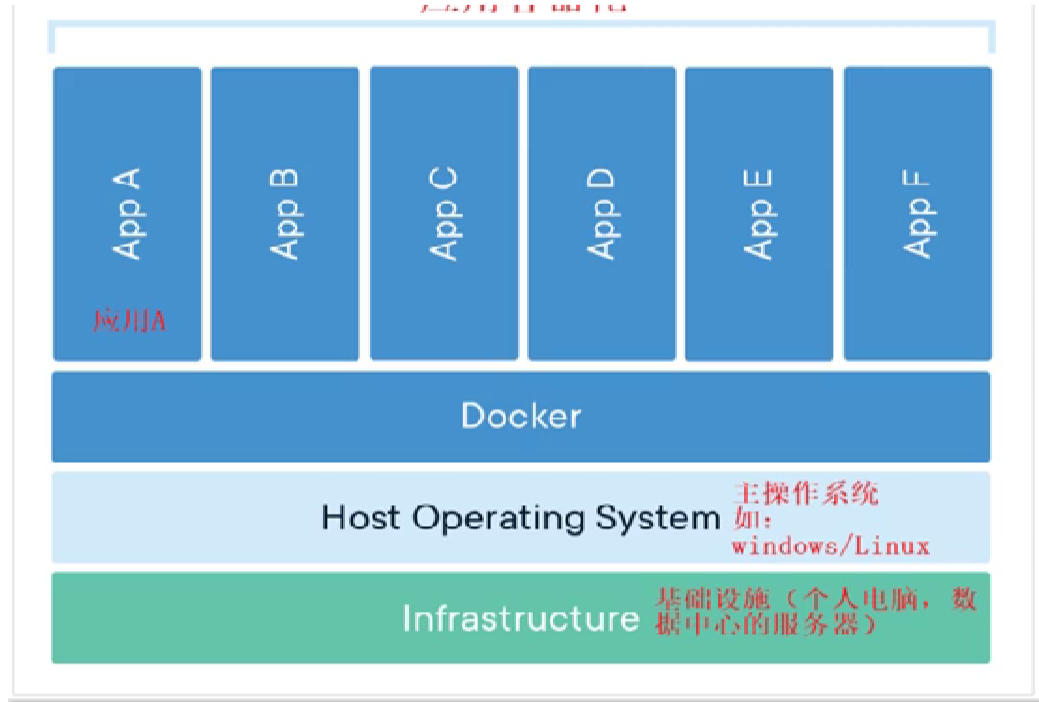 App A
App B
App C
App D
App E
App F
应用A
Docker
Host Operating System
主操作系统
如:
windows/Linux
Infrastructure
基础设施（个人电脑，数
据中心的服务器）